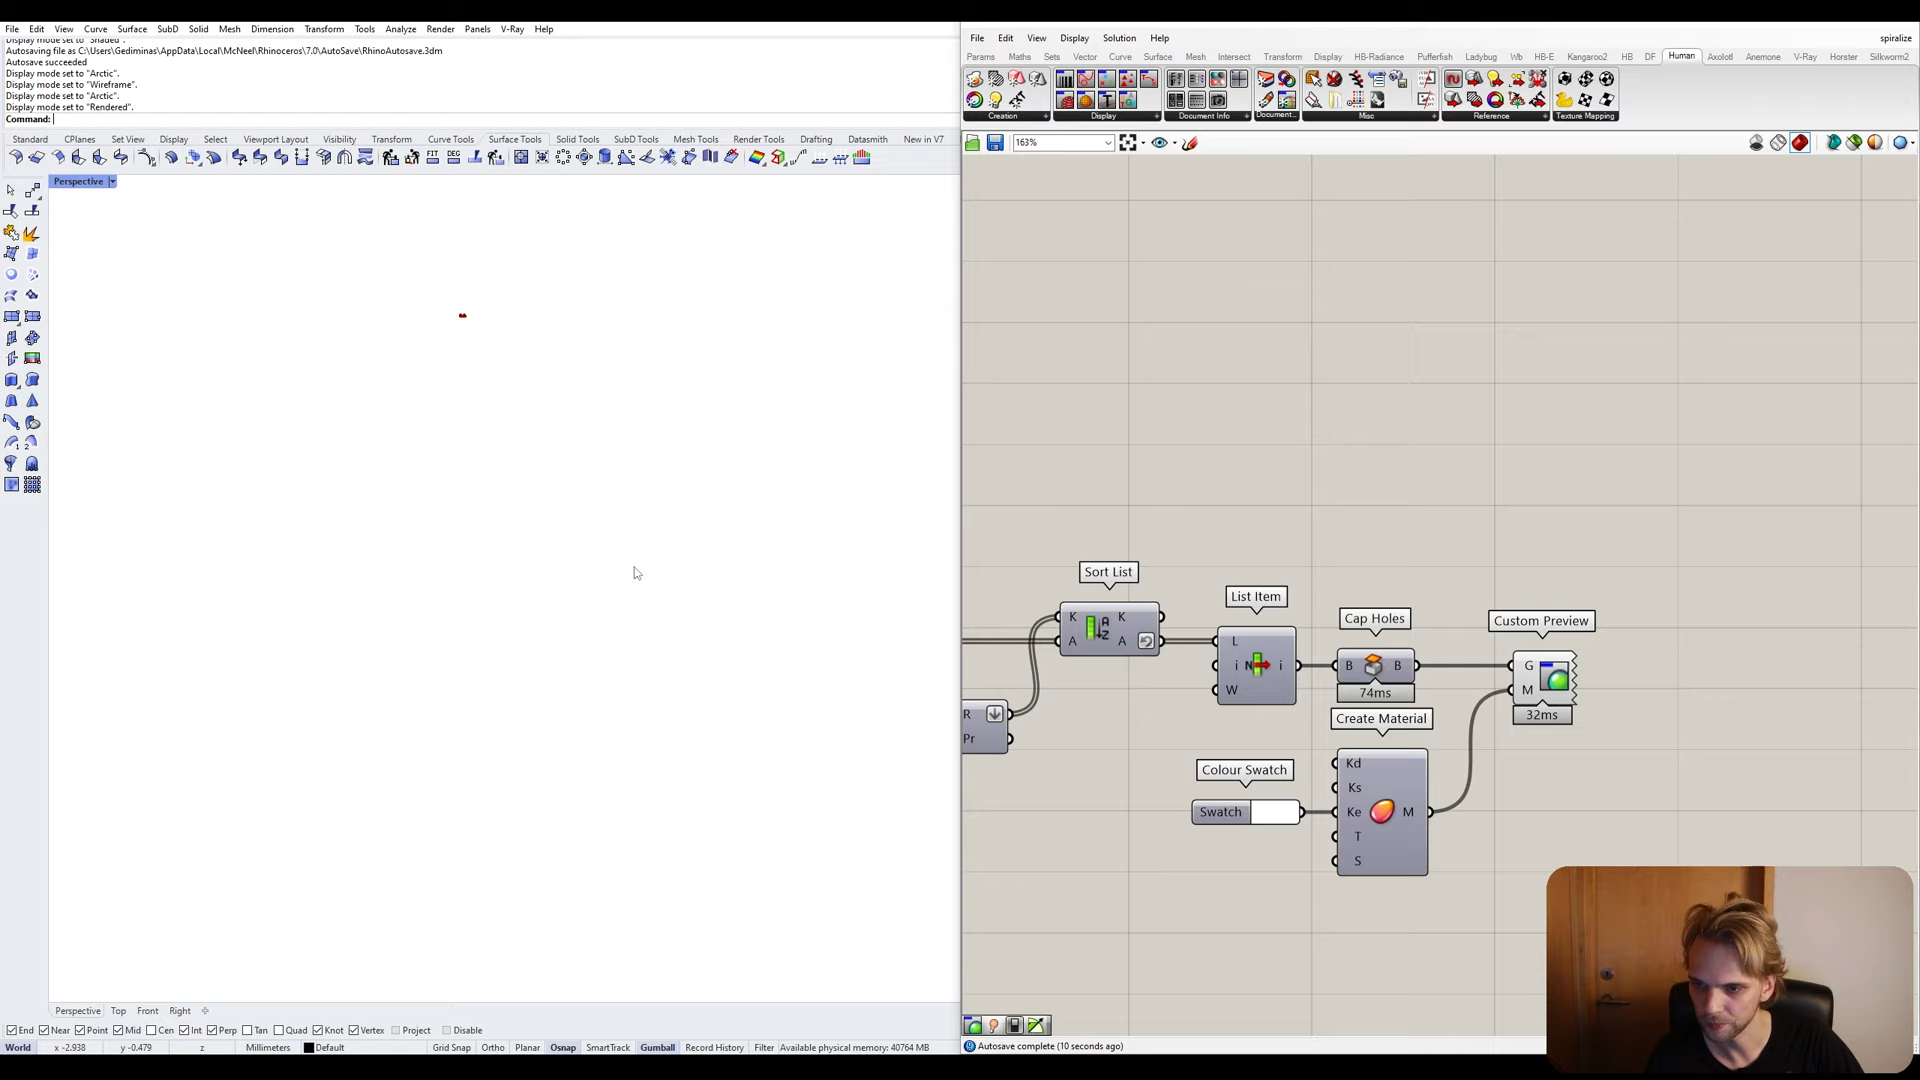 File Edit View Curve Surface SubD Solid Mesh Dimension Transform Tools Analyze Render Panels V-Ray Help
Display mode set to "Shaded".
Autosaving file as C:\Users\Gediminas\AppData\Local\McNeel\Rhinoceros\7.0\AutoSave\RhinoAutosave.3dm
Autosave succeeded
Display mode set to "Arctic".
Display mode set to "Wireframe".
Display mode set to "Arctic".
Display mode set to "Rendered".
Command:
Standard CPlanes Set View Display Select Viewport Layout Visibility Transform Curve Tools Surface Tools Solid Tools SubD Tools Mesh Tools Render Tools Drafting Datasmith New in V7
Perspective
Perspective Top Front Right
End Near Point Mid Cen Int Perp Tan Quad Knot Vertex Project Disable
World x -2.938 y -0.479 z Millimeters Default Grid Snap Ortho Planar Osnap SmartTrack Gumball Record History Filter Available physical memory: 40764 MB
File Edit View Display Solution Help spiralize
Params Maths Sets Vector Curve Surface Mesh Intersect Transform Display HB-Radiance Pufferfish Ladybug Wb HB-E Kangaroo2 HB DF Human Axolotl Anemone V-Ray Horster Silkworm2
Creation Display Document Info Document... Misc Reference Texture Mapping
163%
Sort List
K K
A A
List Item
L
i i
W
Cap Holes
B B
74ms
Custom Preview
G
M
32ms
R
Pr
Create Material
Kd
Ks
Ke M
T
S
Colour Swatch
Swatch
Autosave complete (10 seconds ago)